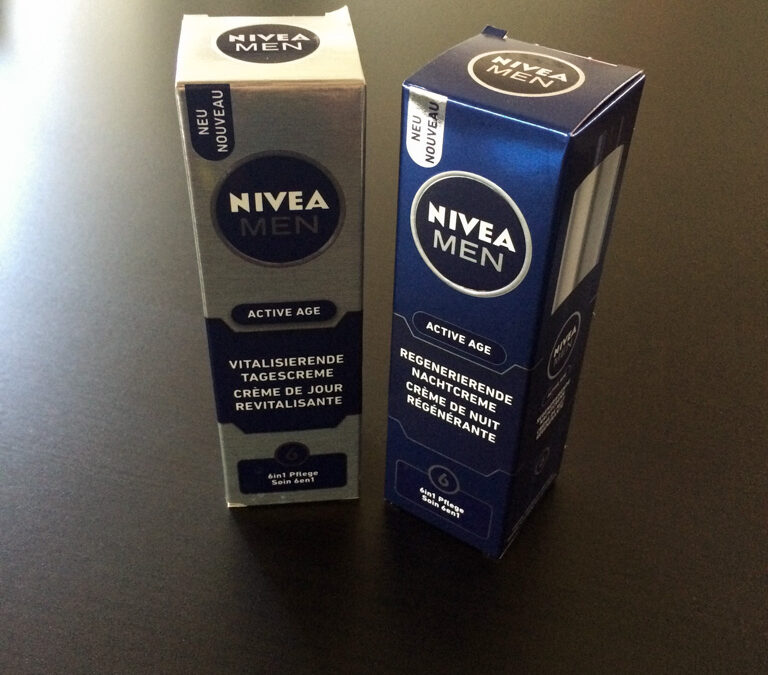 NIVEA
MEN
NEU
NOUVEAU
NIVEA
MEN
ACTIVE AGE
VITALISIERENDE
TAGESCREME
CRÈME DE JOUR
REVITALISANTE
6
6in1 Pflege
Soin 6en1
NIVEA
MEN
NEU
NOUVEAU
NIVEA
MEN
ACTIVE AGE
REGENERIERENDE
NACHTCREME
CRÈME DE NUIT
RÉGÉNÉRANTE
6
6in1 Pflege
Soin 6en1
NIVEA
MEN